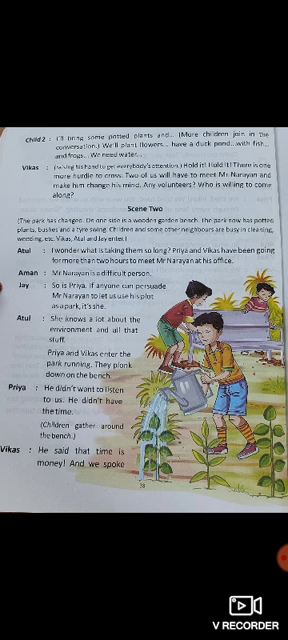 Child 2 : I'll bring some potted plants and... (More children join in the
conversation.) We'll plant flowers... have a duck pond...with fish...
and frogs... We need water...
Vikas : (Raising his hand to get everybody's attention.) Hold it! Hold it! There is one
more hurdle to cross. Two of us will have to meet Mr Narayan and
make him change his mind. Any volunteers? Who is willing to come
along?
Scene Two
(The park has changed. On one side is a wooden garden bench. The park now has potted
plants, bushes and a tyre swing. Children and some other neighbours are busy in cleaning,
weeding, etc. Vikas, Atul and Jay enter.)
Atul : I wonder what is taking them so long? Priya and Vikas have been going
for more than two hours to meet Mr Narayan at his office.
Aman : Mr Narayan is a difficult person.
Jay : So is Priya. If anyone can persuade
Mr Narayan to let us use his plot
as a park, it's she.
Atul : She knows a lot about the
environment and all that
stuff.
Priya and Vikas enter the
park running. They plonk
down on the bench.
Priya : He didn't want to listen
to us. He didn't have
the time.
(Children gather around
the bench.)
Vikas : He said that time is
money! And we spoke
38
V RECORDER